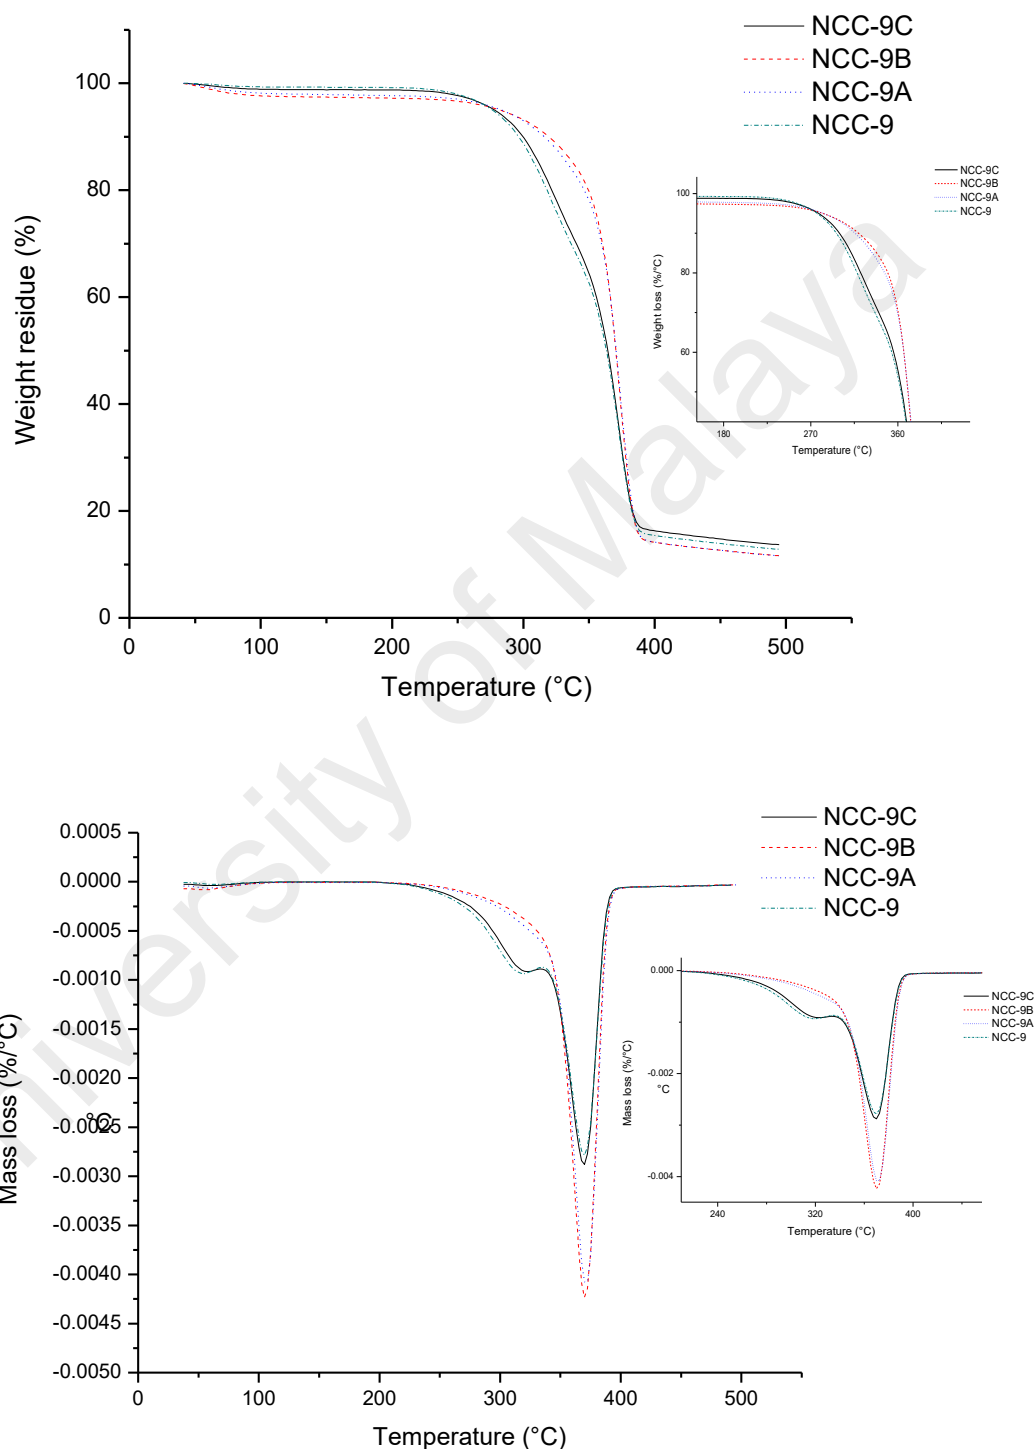 NCC-9C
NCC-9B
NCC-9A
NCC-9
100
80
60
40
20
0
0 100 200 300 400 500
Weight residue (%)
Temperature (°C)
NCC-9C
NCC-9B
NCC-9A
NCC-9
100
80
60
180 270 360
Weight loss (%/°C)
Temperature (°C)
University of Malaya
NCC-9C
NCC-9B
NCC-9A
NCC-9
0.0005
0.0000
-0.0005
-0.0010
-0.0015
-0.0020
-0.0025
-0.0030
-0.0035
-0.0040
-0.0045
-0.0050
0 100 200 300 400 500
Mass loss (%/°C)
°C
Temperature (°C)
NCC-9C
NCC-9B
NCC-9A
NCC-9
0.000
-0.002
-0.004
240 320 400
Mass loss (%/°C)
°C
Temperature (°C)